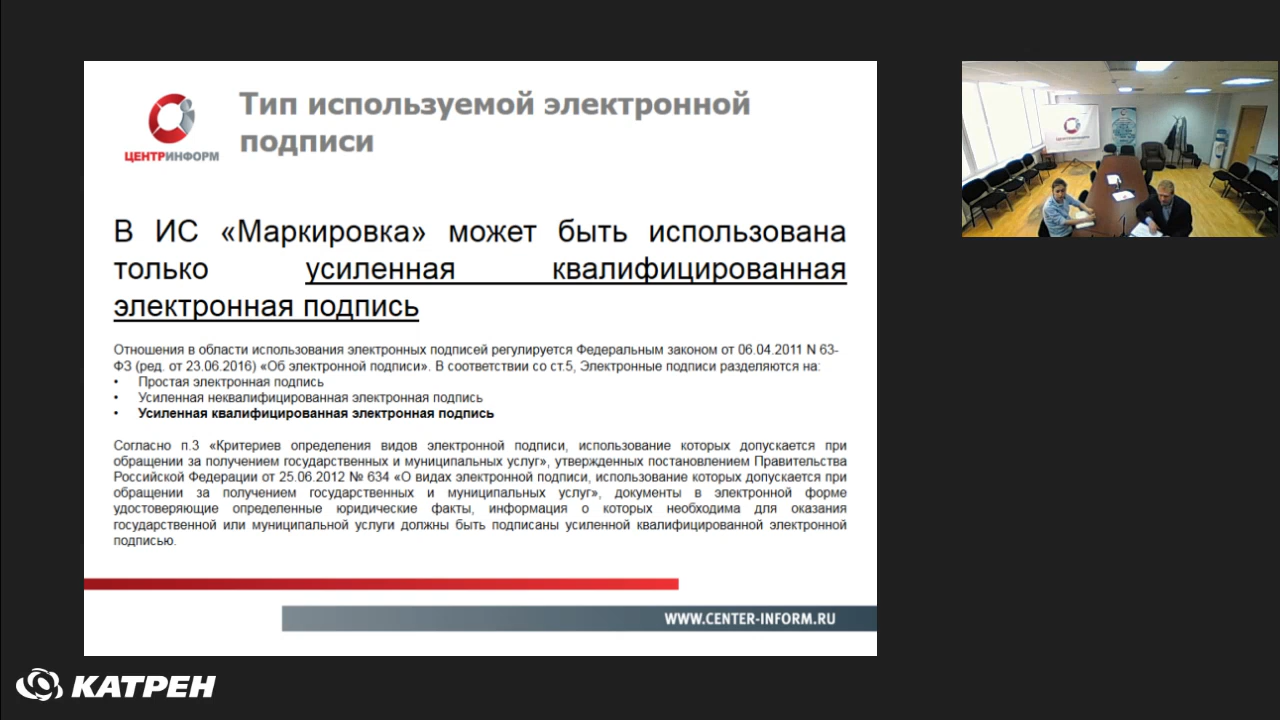 Тип используемой электронной
подписи
ЦЕНТРИНФОРМ
В ИС «Маркировка» может быть использована
только усиленная квалифицированная
электронная подпись
Отношения в области использования электронных подписей регулируется Федеральным законом от 06.04.2011 N 63-
ФЗ (ред. от 23.06.2016) «Об электронной подписи». В соответствии со ст.5, Электронные подписи разделяются на:
• Простая электронная подпись
• Усиленная неквалифицированная электронная подпись
• Усиленная квалифицированная электронная подпись
Согласно п.3 «Критериев определения видов электронной подписи, использование которых допускается при
обращении за получением государственных и муниципальных услуг», утвержденных постановлением Правительства
Российской Федерации от 25.06.2012 № 634 «О видах электронной подписи, использование которых допускается при
обращении за получением государственных и муниципальных услуг», документы в электронной форме
удостоверяющие определенные юридические факты, информация о которых необходима для оказания
государственной или муниципальной услуги должны быть подписаны усиленной квалифицированной электронной
подписью.
WWW.CENTER-INFORM.RU
КАТРЕН